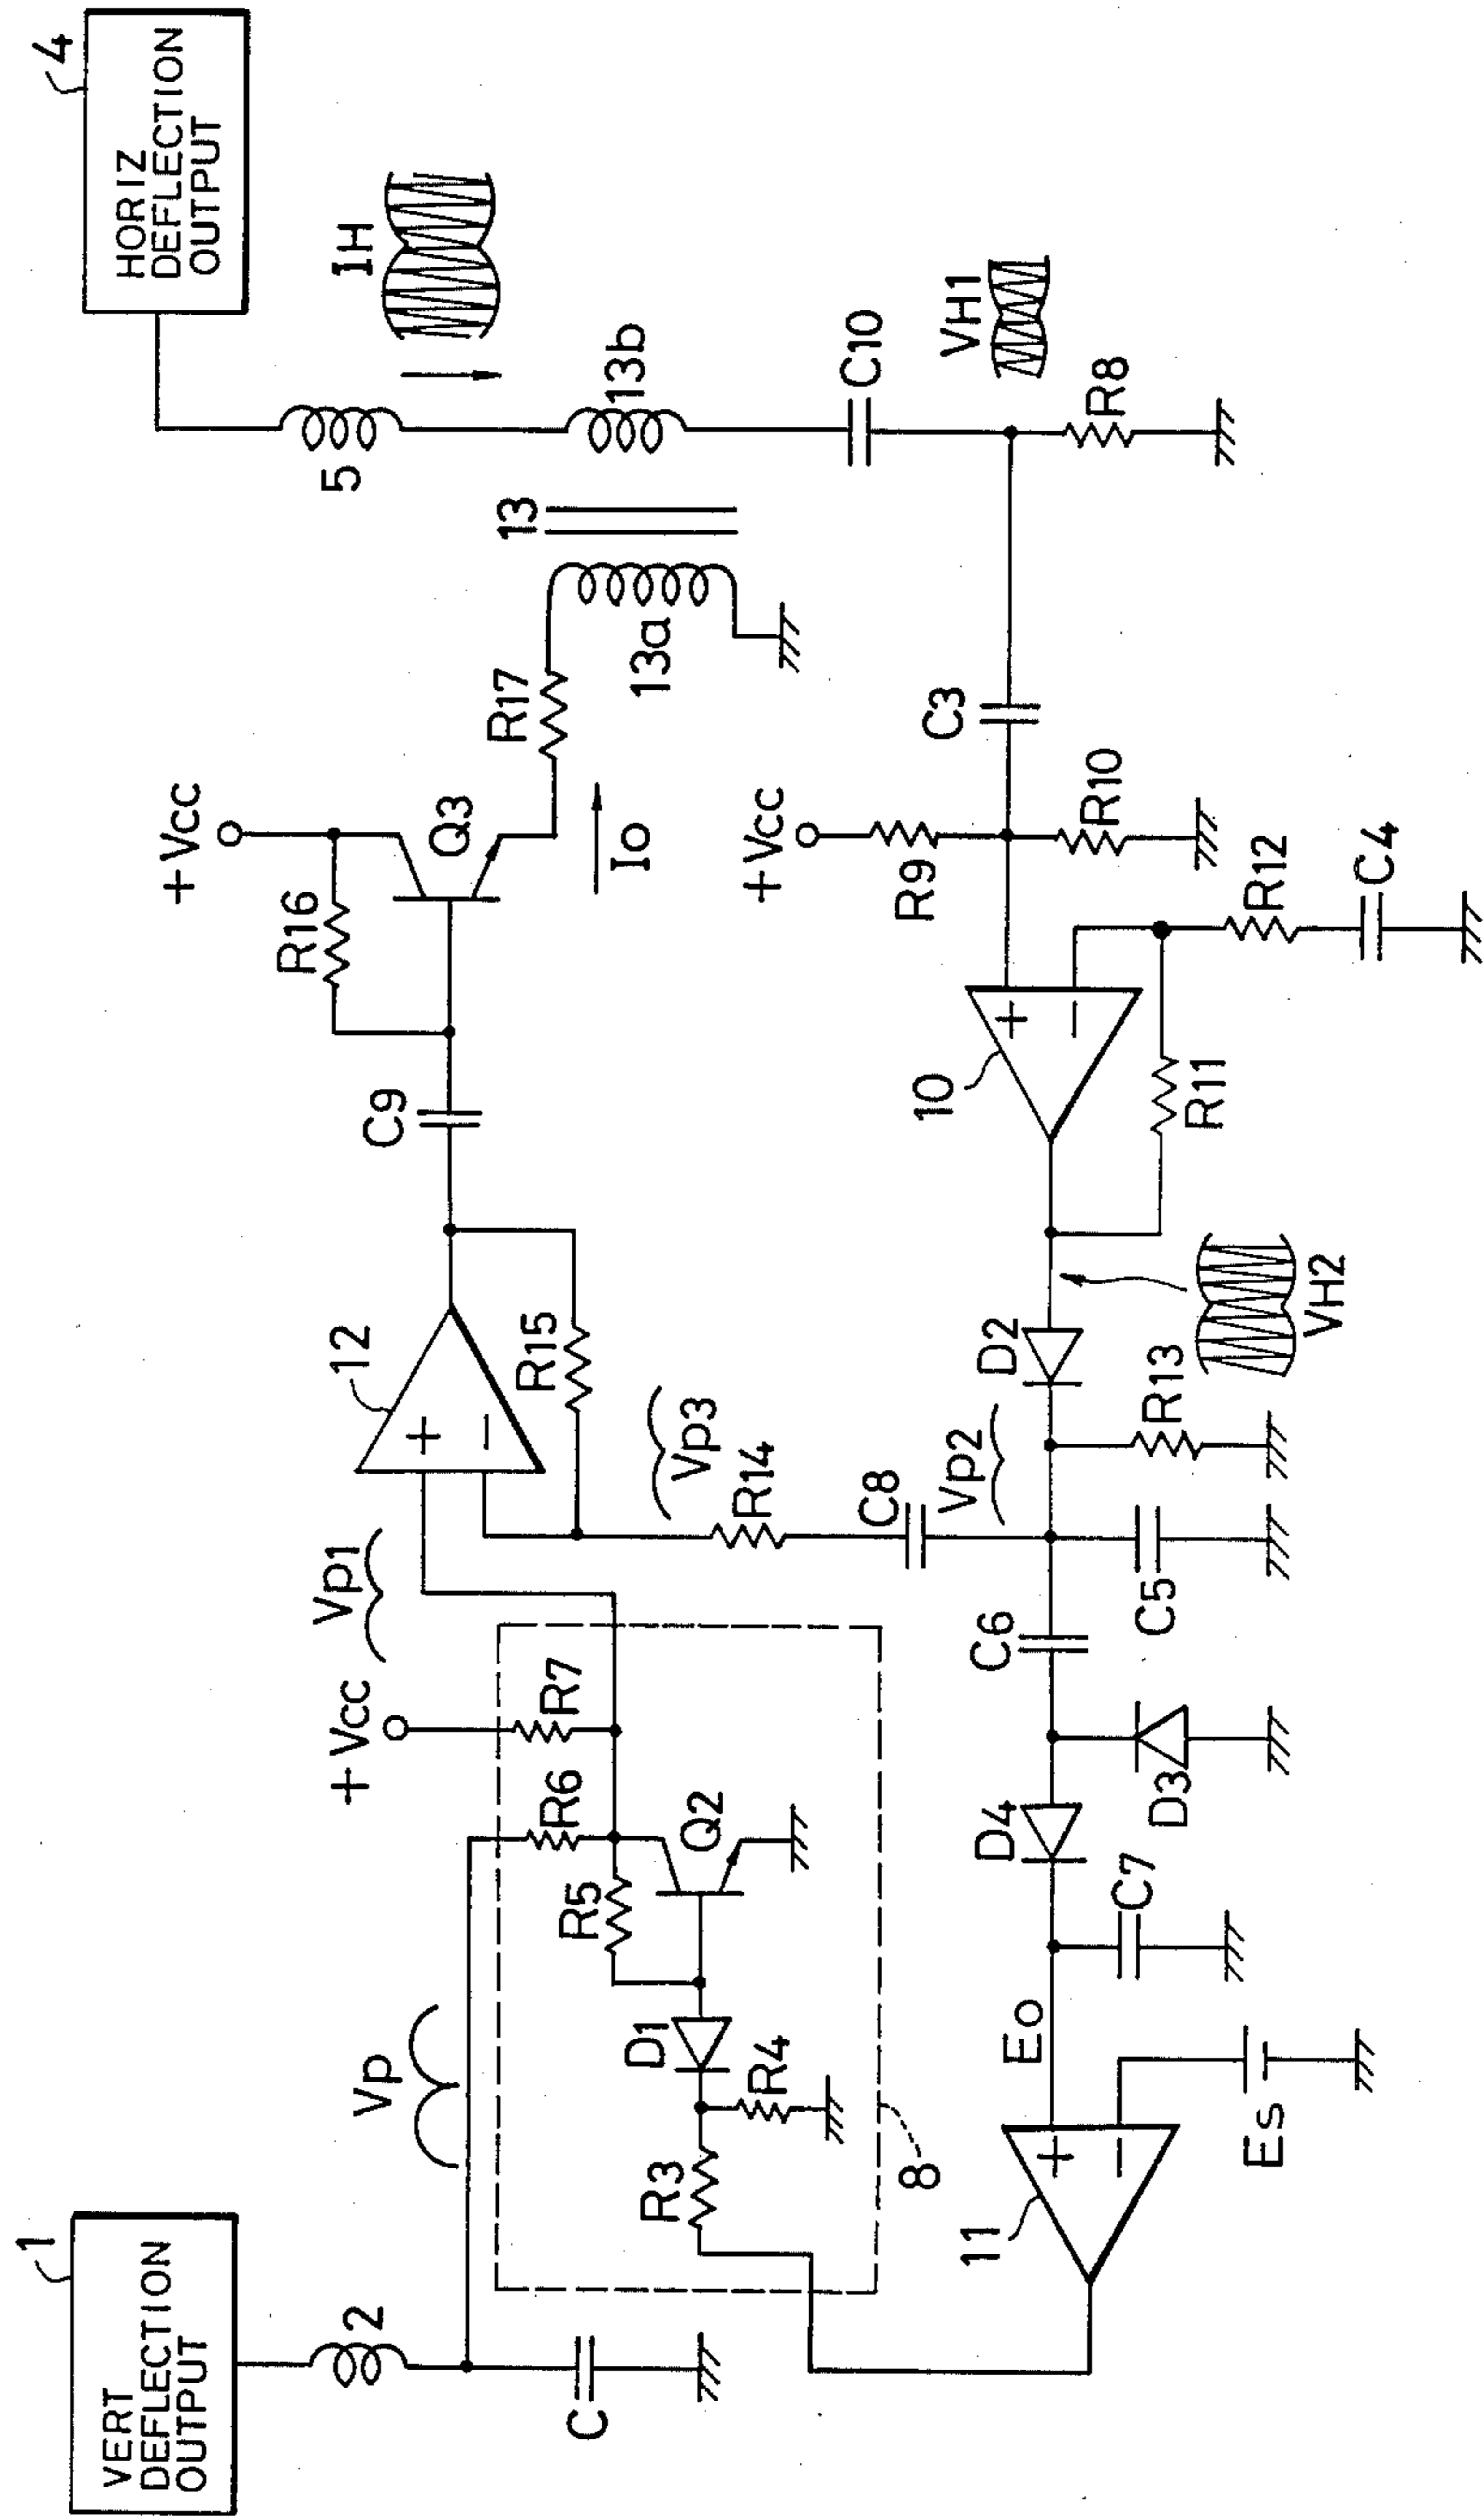 1
VERT
DEFLECTION
OUTPUT
2
C
Vp
+Vcc
Vp1
R6
R7
R5
Q2
D1
R4
R3
8
12
R15
Vp3
R14
C8
Vp2
C9
R16
+Vcc
Q3
R17
Io
13
13a
13b
5
4
HORIZ
DEFLECTION
OUTPUT
IH
C10
VH1
R8
C3
+Vcc
R9
R10
R12
C4
10
R11
VH2
D2
R13
C5
C6
D3
D4
C7
Eo
Es
11